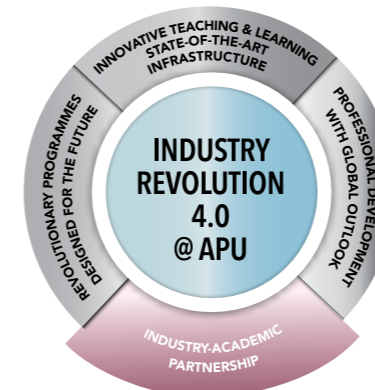 INNOVATIVE TEACHING & LEARNING
STATE-OF-THE-ART
INFRASTRUCTURE
REVOLUTIONARY PROGRAMMES
DESIGNED FOR THE FUTURE
INDUSTRY
REVOLUTION
4.0
@ APU
PROFESSIONAL DEVELOPMENT
WITH GLOBAL OUTLOOK
INDUSTRY-ACADEMIC
PARTNERSHIP